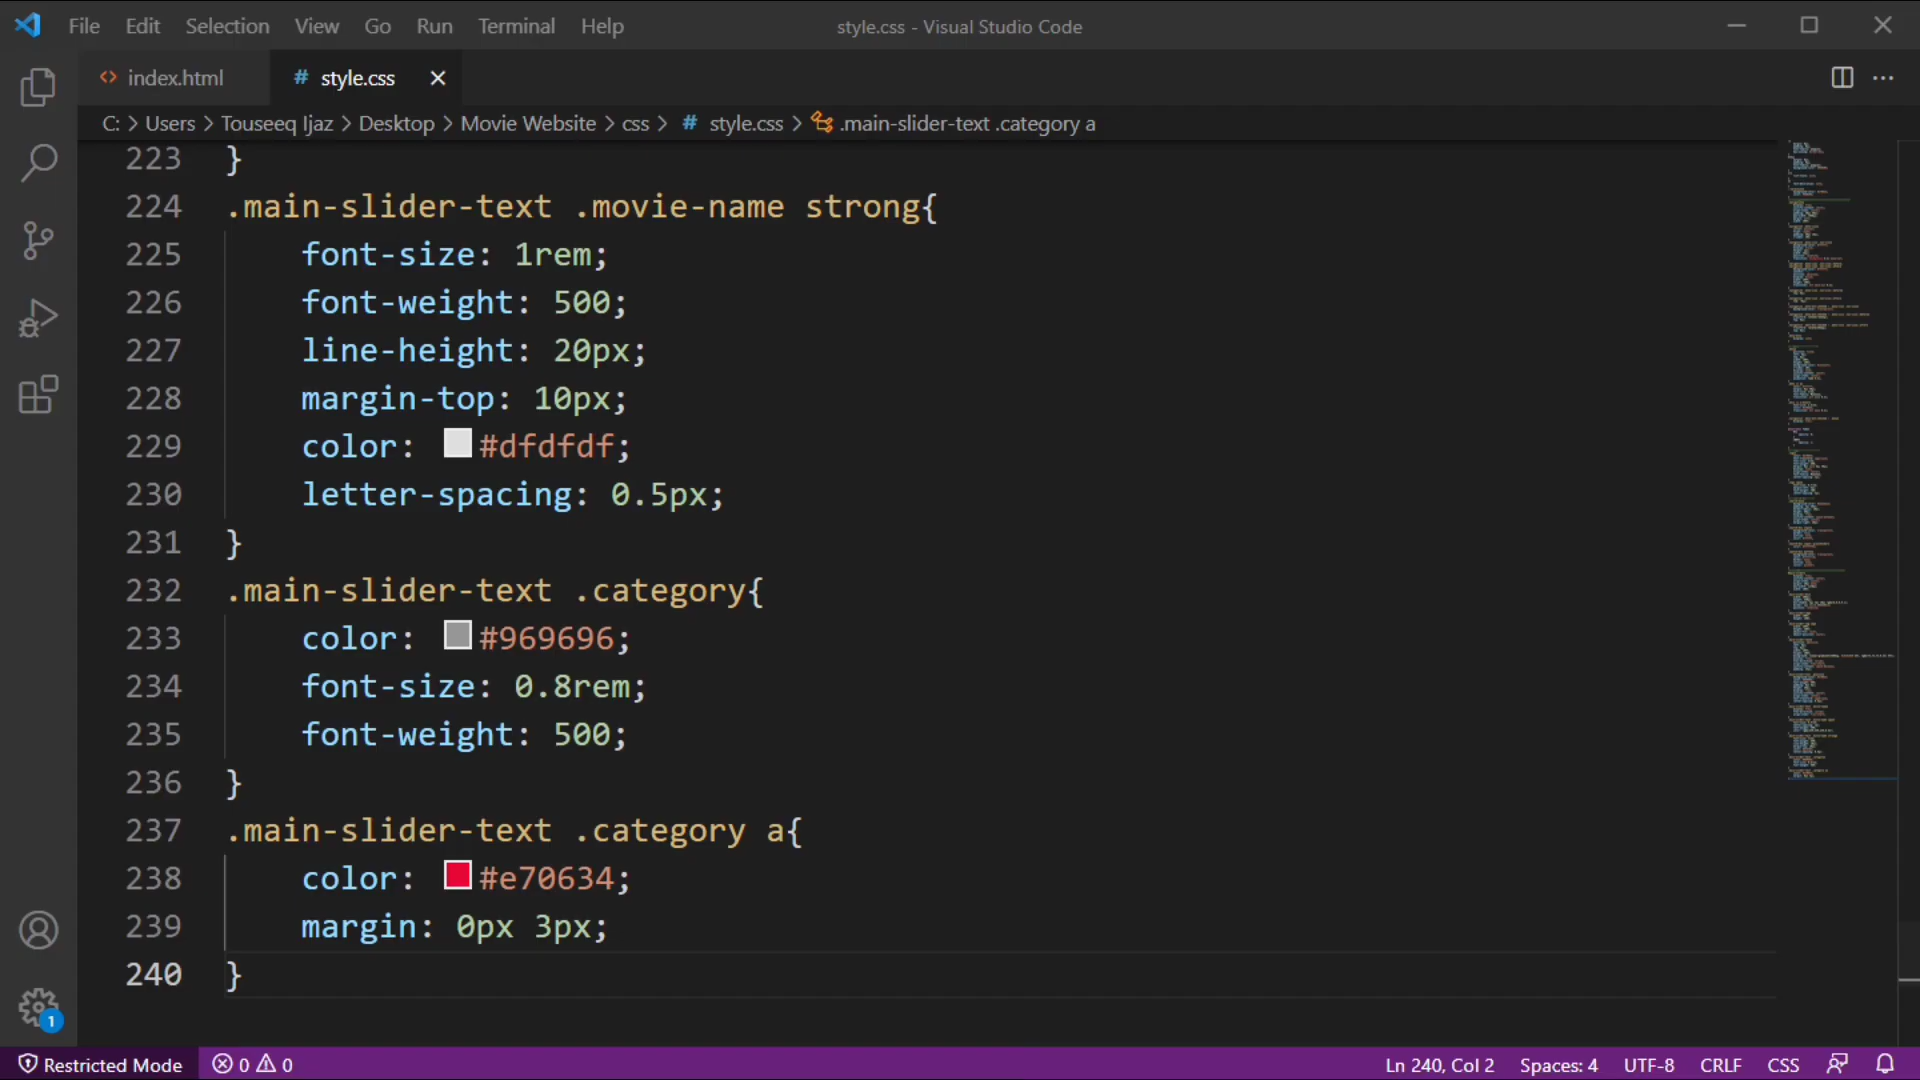 File Edit Selection View Go Run Terminal Help style.css - Visual Studio Code
index.html # style.css
C: > Users > Touseeq Ijaz > Desktop > Movie Website > css > # style.css > .main-slider-text .category a
223 }
224 .main-slider-text .movie-name strong{
225 font-size: 1rem;
226 font-weight: 500;
227 line-height: 20px;
228 margin-top: 10px;
229 color: #dfdfdf;
230 letter-spacing: 0.5px;
231 }
232 .main-slider-text .category{
233 color: #969696;
234 font-size: 0.8rem;
235 font-weight: 500;
236 }
237 .main-slider-text .category a{
238 color: #e70634;
239 margin: 0px 3px;
240 }
1
Restricted Mode 0 0 Ln 240, Col 2 Spaces: 4 UTF-8 CRLF CSS